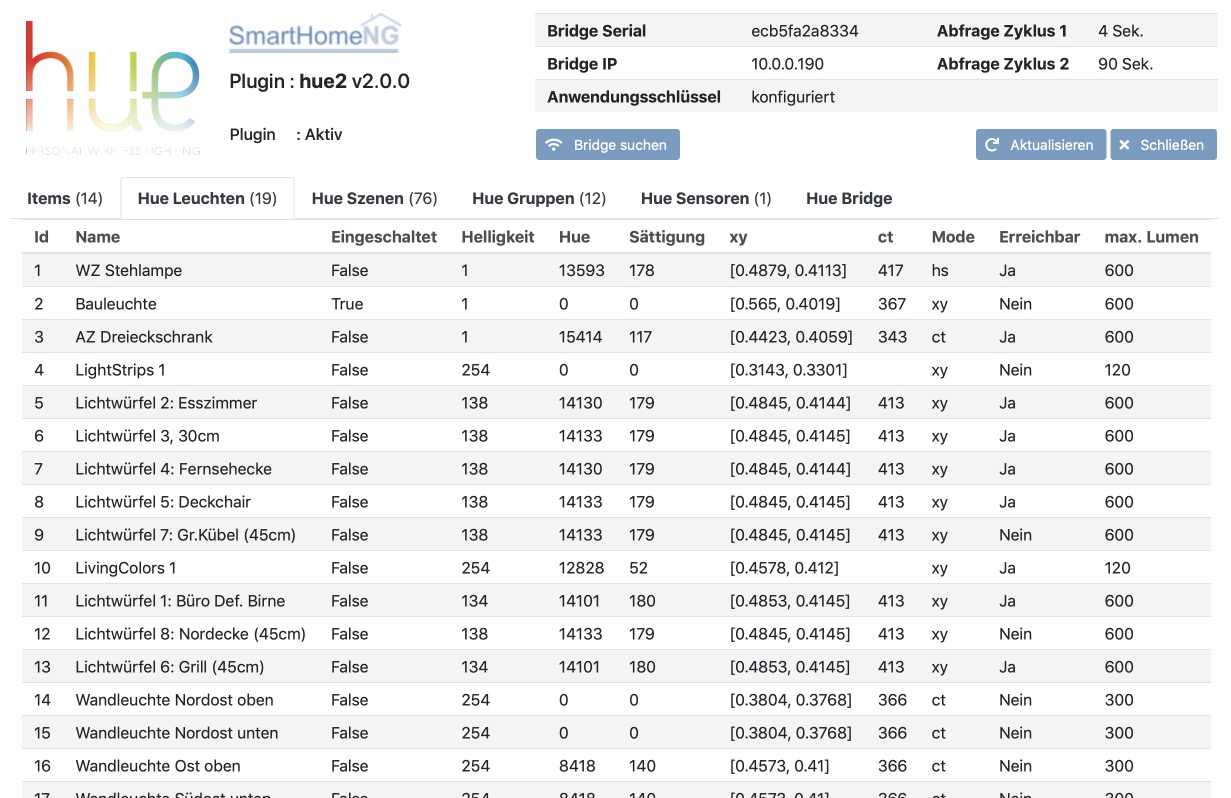 hue
PERSONAL WIRELESS LIGHTING
SmartHomeNG
Plugin : hue2 v2.0.0
Plugin : Aktiv
Bridge Serial ecb5fa2a8334 Abfrage Zyklus 1 4 Sek.
Bridge IP 10.0.0.190 Abfrage Zyklus 2 90 Sek.
Anwendungsschlüssel konfiguriert
Bridge suchen Aktualisieren Schließen
Items (14) Hue Leuchten (19) Hue Szenen (76) Hue Gruppen (12) Hue Sensoren (1) Hue Bridge
Id Name Eingeschaltet Helligkeit Hue Sättigung xy ct Mode Erreichbar max. Lumen
1 WZ Stehlampe False 1 13593 178 [0.4879, 0.4113] 417 hs Ja 600
2 Bauleuchte True 1 0 0 [0.565, 0.4019] 367 xy Nein 600
3 AZ Dreieckschrank False 1 15414 117 [0.4423, 0.4059] 343 ct Ja 600
4 LightStrips 1 False 254 0 0 [0.3143, 0.3301] xy Nein 120
5 Lichtwürfel 2: Esszimmer False 138 14130 179 [0.4845, 0.4144] 413 xy Ja 600
6 Lichtwürfel 3, 30cm False 138 14133 179 [0.4845, 0.4145] 413 xy Ja 600
7 Lichtwürfel 4: Fernsehecke False 138 14130 179 [0.4845, 0.4144] 413 xy Ja 600
8 Lichtwürfel 5: Deckchair False 138 14133 179 [0.4845, 0.4145] 413 xy Ja 600
9 Lichtwürfel 7: Gr.Kübel (45cm) False 138 14133 179 [0.4845, 0.4145] 413 xy Nein 600
10 LivingColors 1 False 254 12828 52 [0.4578, 0.412] xy Ja 120
11 Lichtwürfel 1: Büro Def. Birne False 134 14101 180 [0.4853, 0.4145] 413 xy Ja 600
12 Lichtwürfel 8: Nordecke (45cm) False 138 14133 179 [0.4845, 0.4145] 413 xy Nein 600
13 Lichtwürfel 6: Grill (45cm) False 134 14101 180 [0.4853, 0.4145] 413 xy Ja 600
14 Wandleuchte Nordost oben False 254 0 0 [0.3804, 0.3768] 366 ct Nein 300
15 Wandleuchte Nordost unten False 254 0 0 [0.3804, 0.3768] 366 ct Nein 300
16 Wandleuchte Ost oben False 254 8418 140 [0.4573, 0.41] 366 ct Nein 300
17 Wandleuchte Südost unten False 254 8418 140 [0.4573, 0.41] 366 ct Nein 300